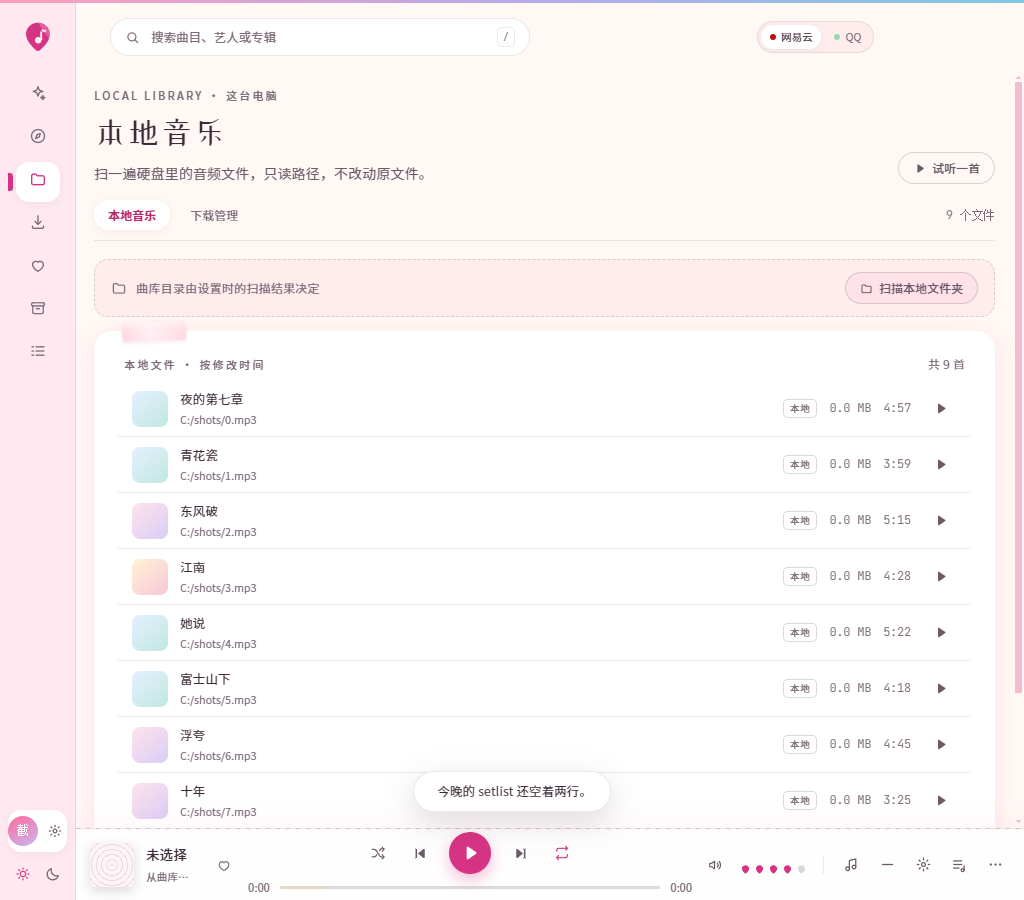 搜索曲目、艺人或专辑
/
网易云
QQ
LOCAL LIBRARY • 这台电脑
本地音乐
扫一遍硬盘里的音频文件，只读路径，不改动原文件。
试听一首
本地音乐
下载管理
9 个文件
曲库目录由设置时的扫描结果决定
扫描本地文件夹
本地文件 • 按修改时间
共 9 首
夜的第七章
C:/shots/0.mp3
本地 0.0 MB 4:57
青花瓷
C:/shots/1.mp3
本地 0.0 MB 3:59
东风破
C:/shots/2.mp3
本地 0.0 MB 5:15
江南
C:/shots/3.mp3
本地 0.0 MB 4:28
她说
C:/shots/4.mp3
本地 0.0 MB 5:22
富士山下
C:/shots/5.mp3
本地 0.0 MB 4:18
浮夸
C:/shots/6.mp3
本地 0.0 MB 4:45
十年
C:/shots/7.mp3
本地 0.0 MB 3:25
今晚的 setlist 还空着两行。
截
未选择
从曲库···
0:00
0:00